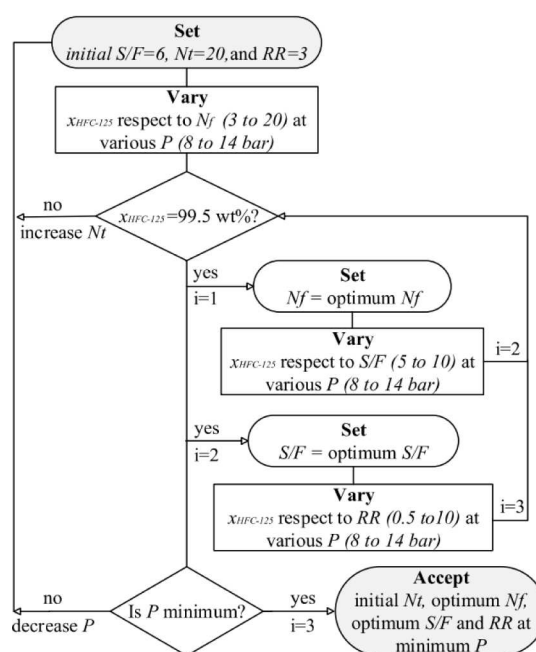 Set
initial S/F=6, Nt=20,and RR=3
Vary
xHFC-125 respect to Nf (3 to 20) at
various P (8 to 14 bar)
no
increase Nt
xHFC-125=99.5 wt%?
yes
i=1
Set
Nf = optimum Nf
Vary
xHFC-125 respect to S/F (5 to 10) at
various P (8 to 14 bar)
i=2
yes
i=2
Set
S/F = optimum S/F
Vary
xHFC-125 respect to RR (0.5 to10) at
various P (8 to 14 bar)
i=3
no
decrease P
Is P minimum?
yes
i=3
Accept
initial Nt, optimum Nf,
optimum S/F and RR at
minimum P